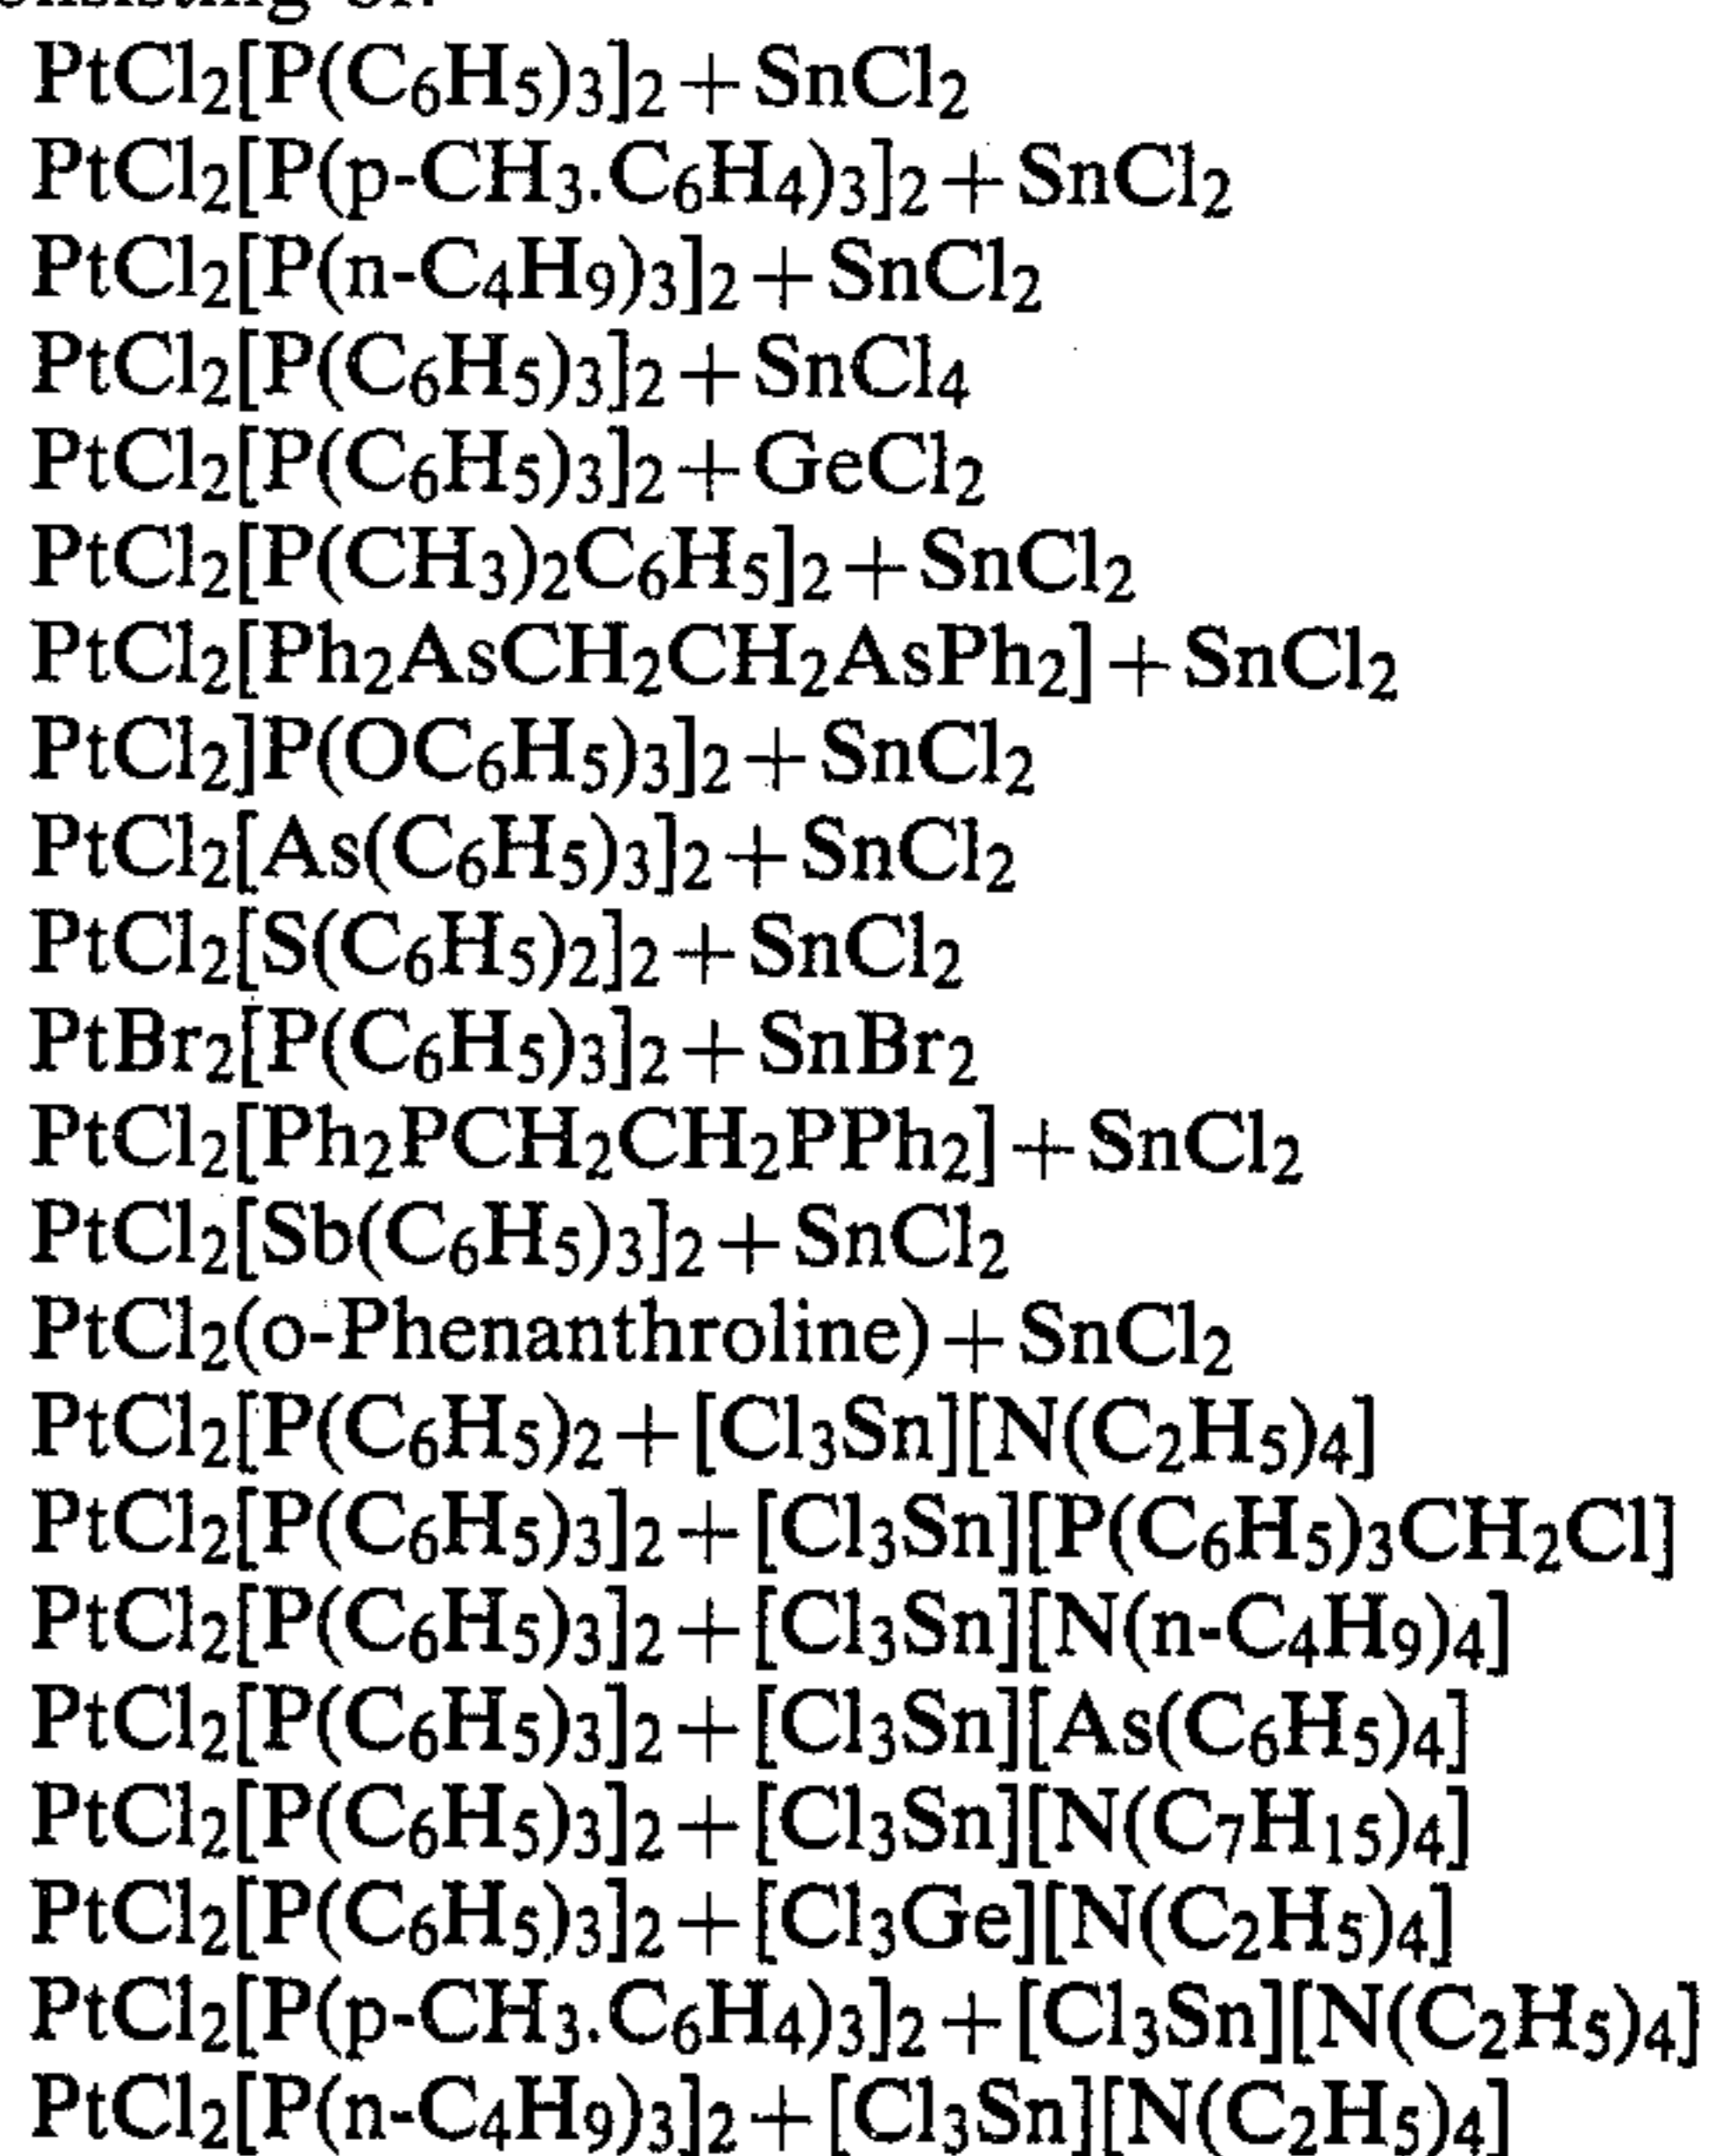 onsisting of:
PtCl2[P(C6H5)3]2+SnCl2
PtCl2[P(p-CH3.C6H4)3]2+SnCl2
PtCl2[P(n-C4H9)3]2+SnCl2
PtCl2[P(C6H5)3]2+SnCl4
PtCl2[P(C6H5)3]2+GeCl2
PtCl2[P(CH3)2C6H5]2+SnCl2
PtCl2[Ph2AsCH2CH2AsPh2]+SnCl2
PtCl2]P(OC6H5)3]2+SnCl2
PtCl2[As(C6H5)3]2+SnCl2
PtCl2[S(C6H5)2]2+SnCl2
PtBr2[P(C6H5)3]2+SnBr2
PtCl2[Ph2PCH2CH2PPh2]+SnCl2
PtCl2[Sb(C6H5)3]2+SnCl2
PtCl2(o-Phenanthroline)+SnCl2
PtCl2[P(C6H5)2+[Cl3Sn][N(C2H5)4]
PtCl2[P(C6H5)3]2+[Cl3Sn][P(C6H5)3CH2Cl]
PtCl2[P(C6H5)3]2+[Cl3Sn][N(n-C4H9)4]
PtCl2[P(C6H5)3]2+[Cl3Sn][As(C6H5)4]
PtCl2[P(C6H5)3]2+[Cl3Sn][N(C7H15)4]
PtCl2[P(C6H5)3]2+[Cl3Ge][N(C2H5)4]
PtCl2[P(p-CH3.C6H4)3]2+[Cl3Sn][N(C2H5)4]
PtCl2[P(n-C4H9)3]2+[Cl3Sn][N(C2H5)4]